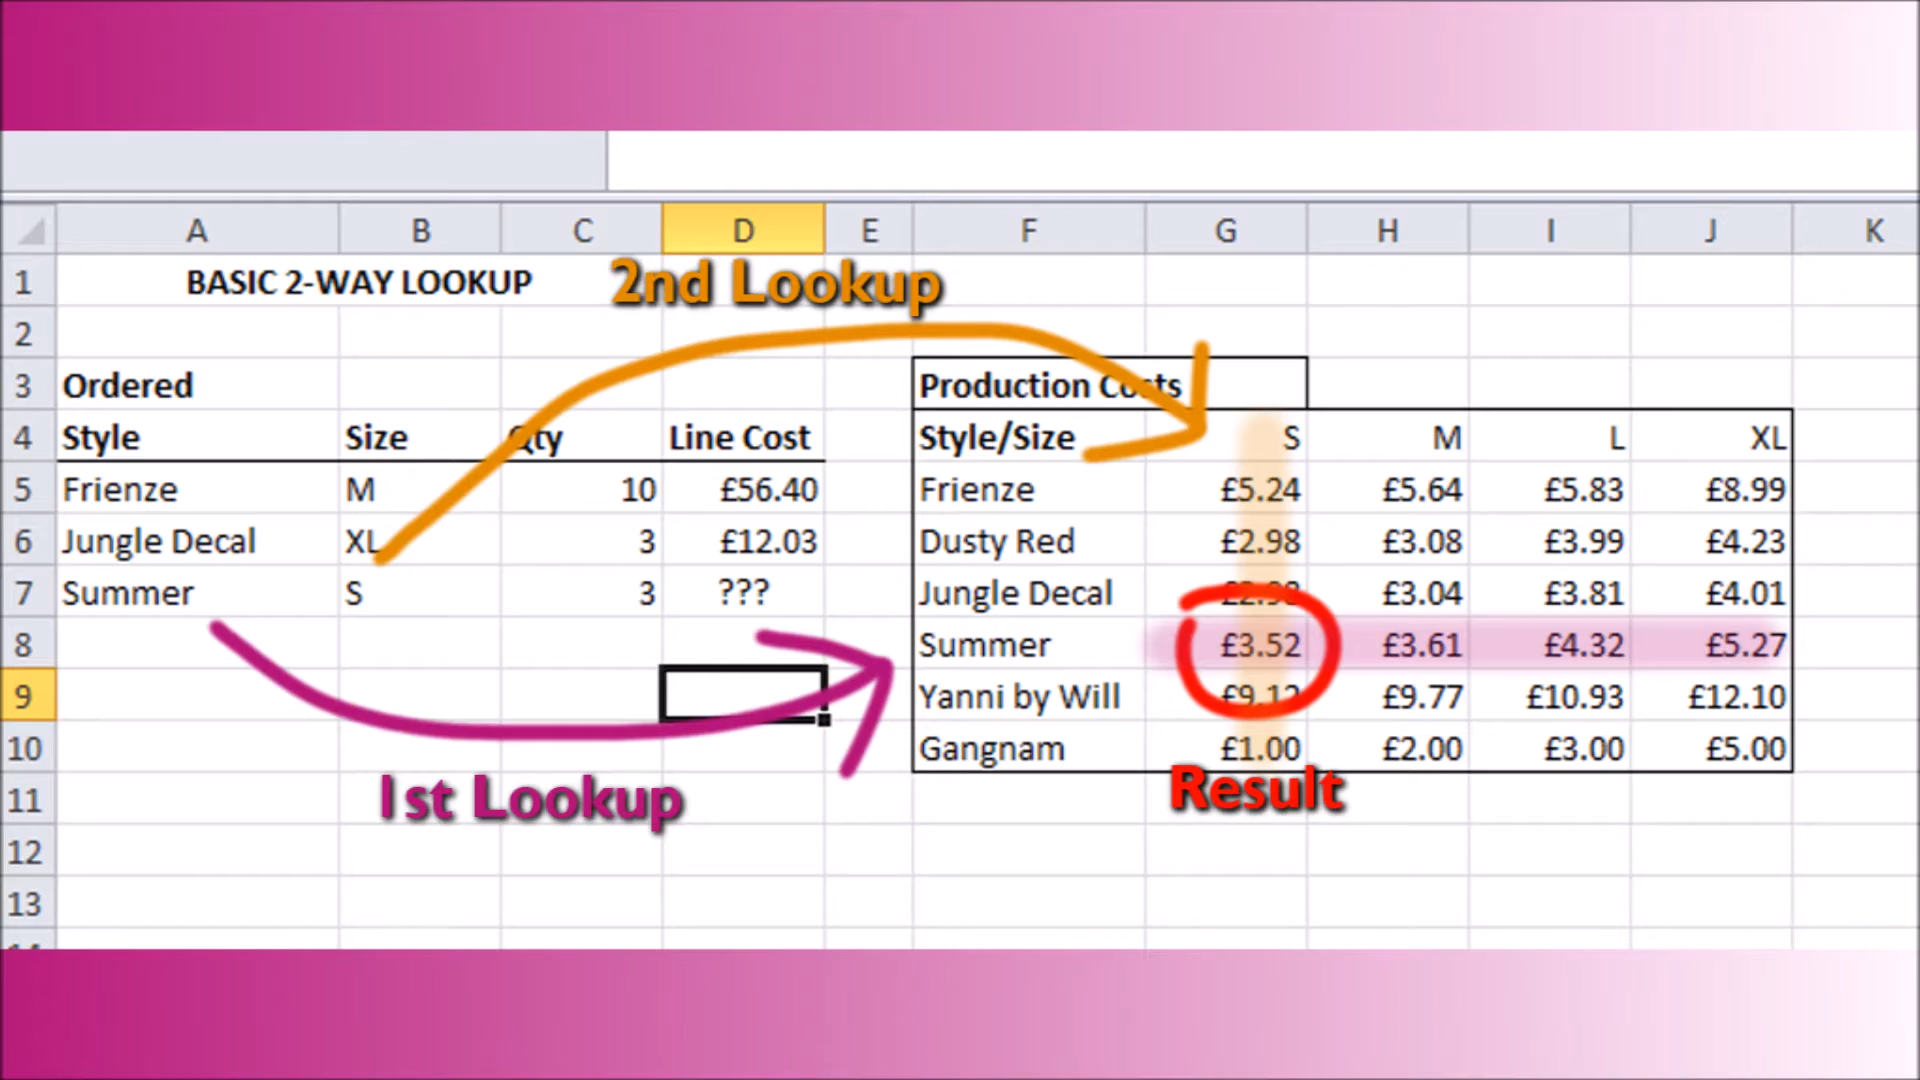 A B C D E F G H I J K
1 BASIC 2-WAY LOOKUP 2nd Lookup
2
3 Ordered Production Costs
4 Style Size Qty Line Cost Style/Size S M L XL
5 Frienze M 10 £56.40 Frienze £5.24 £5.64 £5.83 £8.99
6 Jungle Decal XL 3 £12.03 Dusty Red £2.98 £3.08 £3.99 £4.23
7 Summer S 3 ??? Jungle Decal £2.98 £3.04 £3.81 £4.01
8 Summer £3.52 £3.61 £4.32 £5.27
9 Yanni by Will £9.12 £9.77 £10.93 £12.10
10 Gangnam £1.00 £2.00 £3.00 £5.00
11 1st Lookup Result
12
13